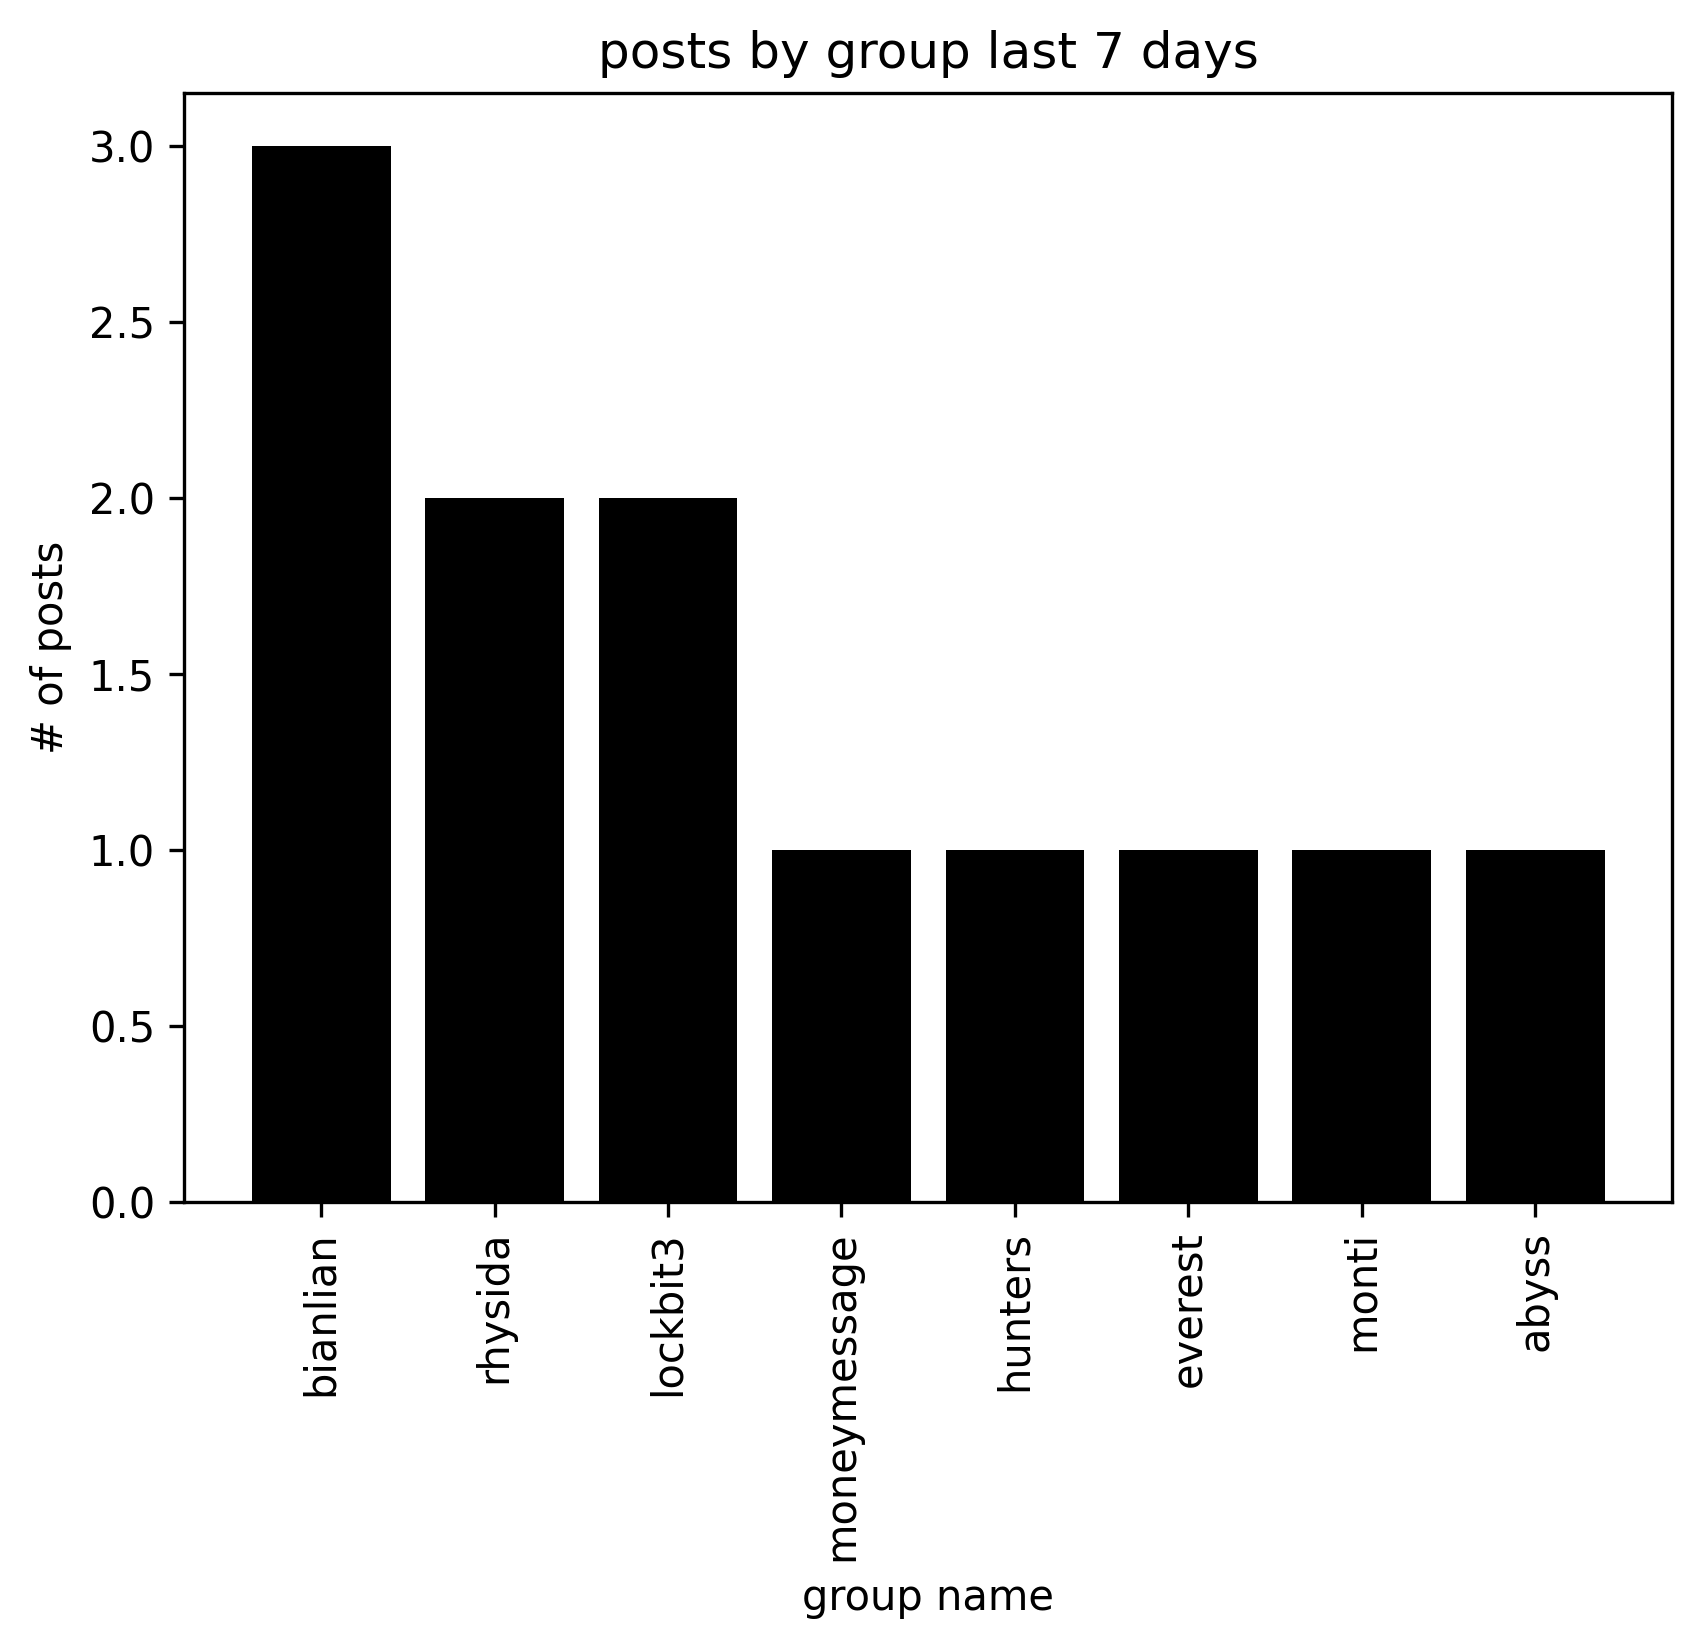 posts by group last 7 days
# of posts
3.0
2.5
2.0
1.5
1.0
0.5
0.0
bianlian
rhysida
lockbit3
moneymessage
hunters
everest
monti
abyss
group name